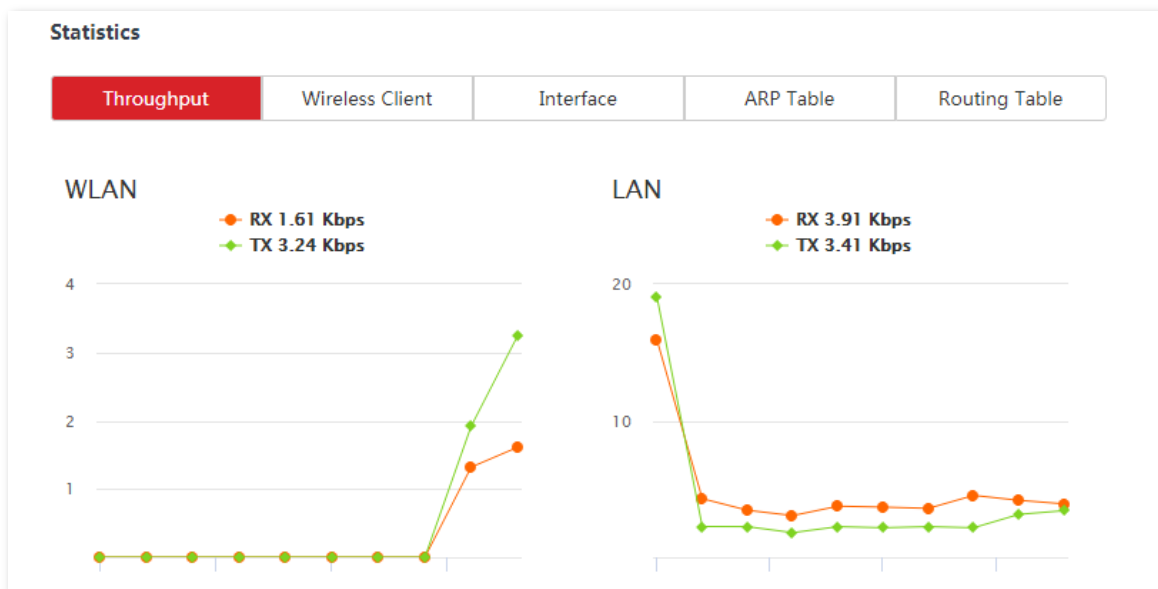 Statistics
Throughput Wireless Client Interface ARP Table Routing Table
WLAN
RX 1.61 Kbps
TX 3.24 Kbps
4
3
2
1
LAN
RX 3.91 Kbps
TX 3.41 Kbps
20
10